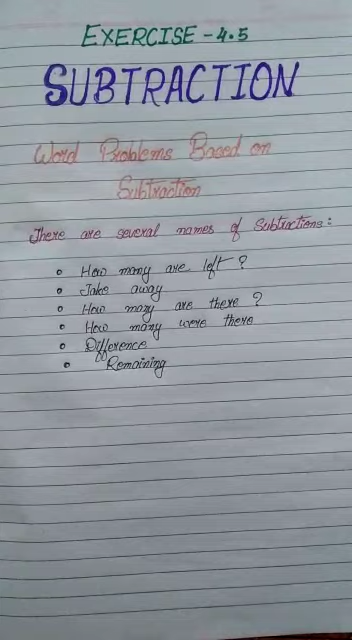 EXERCISE - 4.5
SUBTRACTION
Word Problems Based on
Subtraction
There are several names of Subtractions:
• How many are left ?
• Take away
• How many are there ?
• How many were there
• Difference
• Remaining